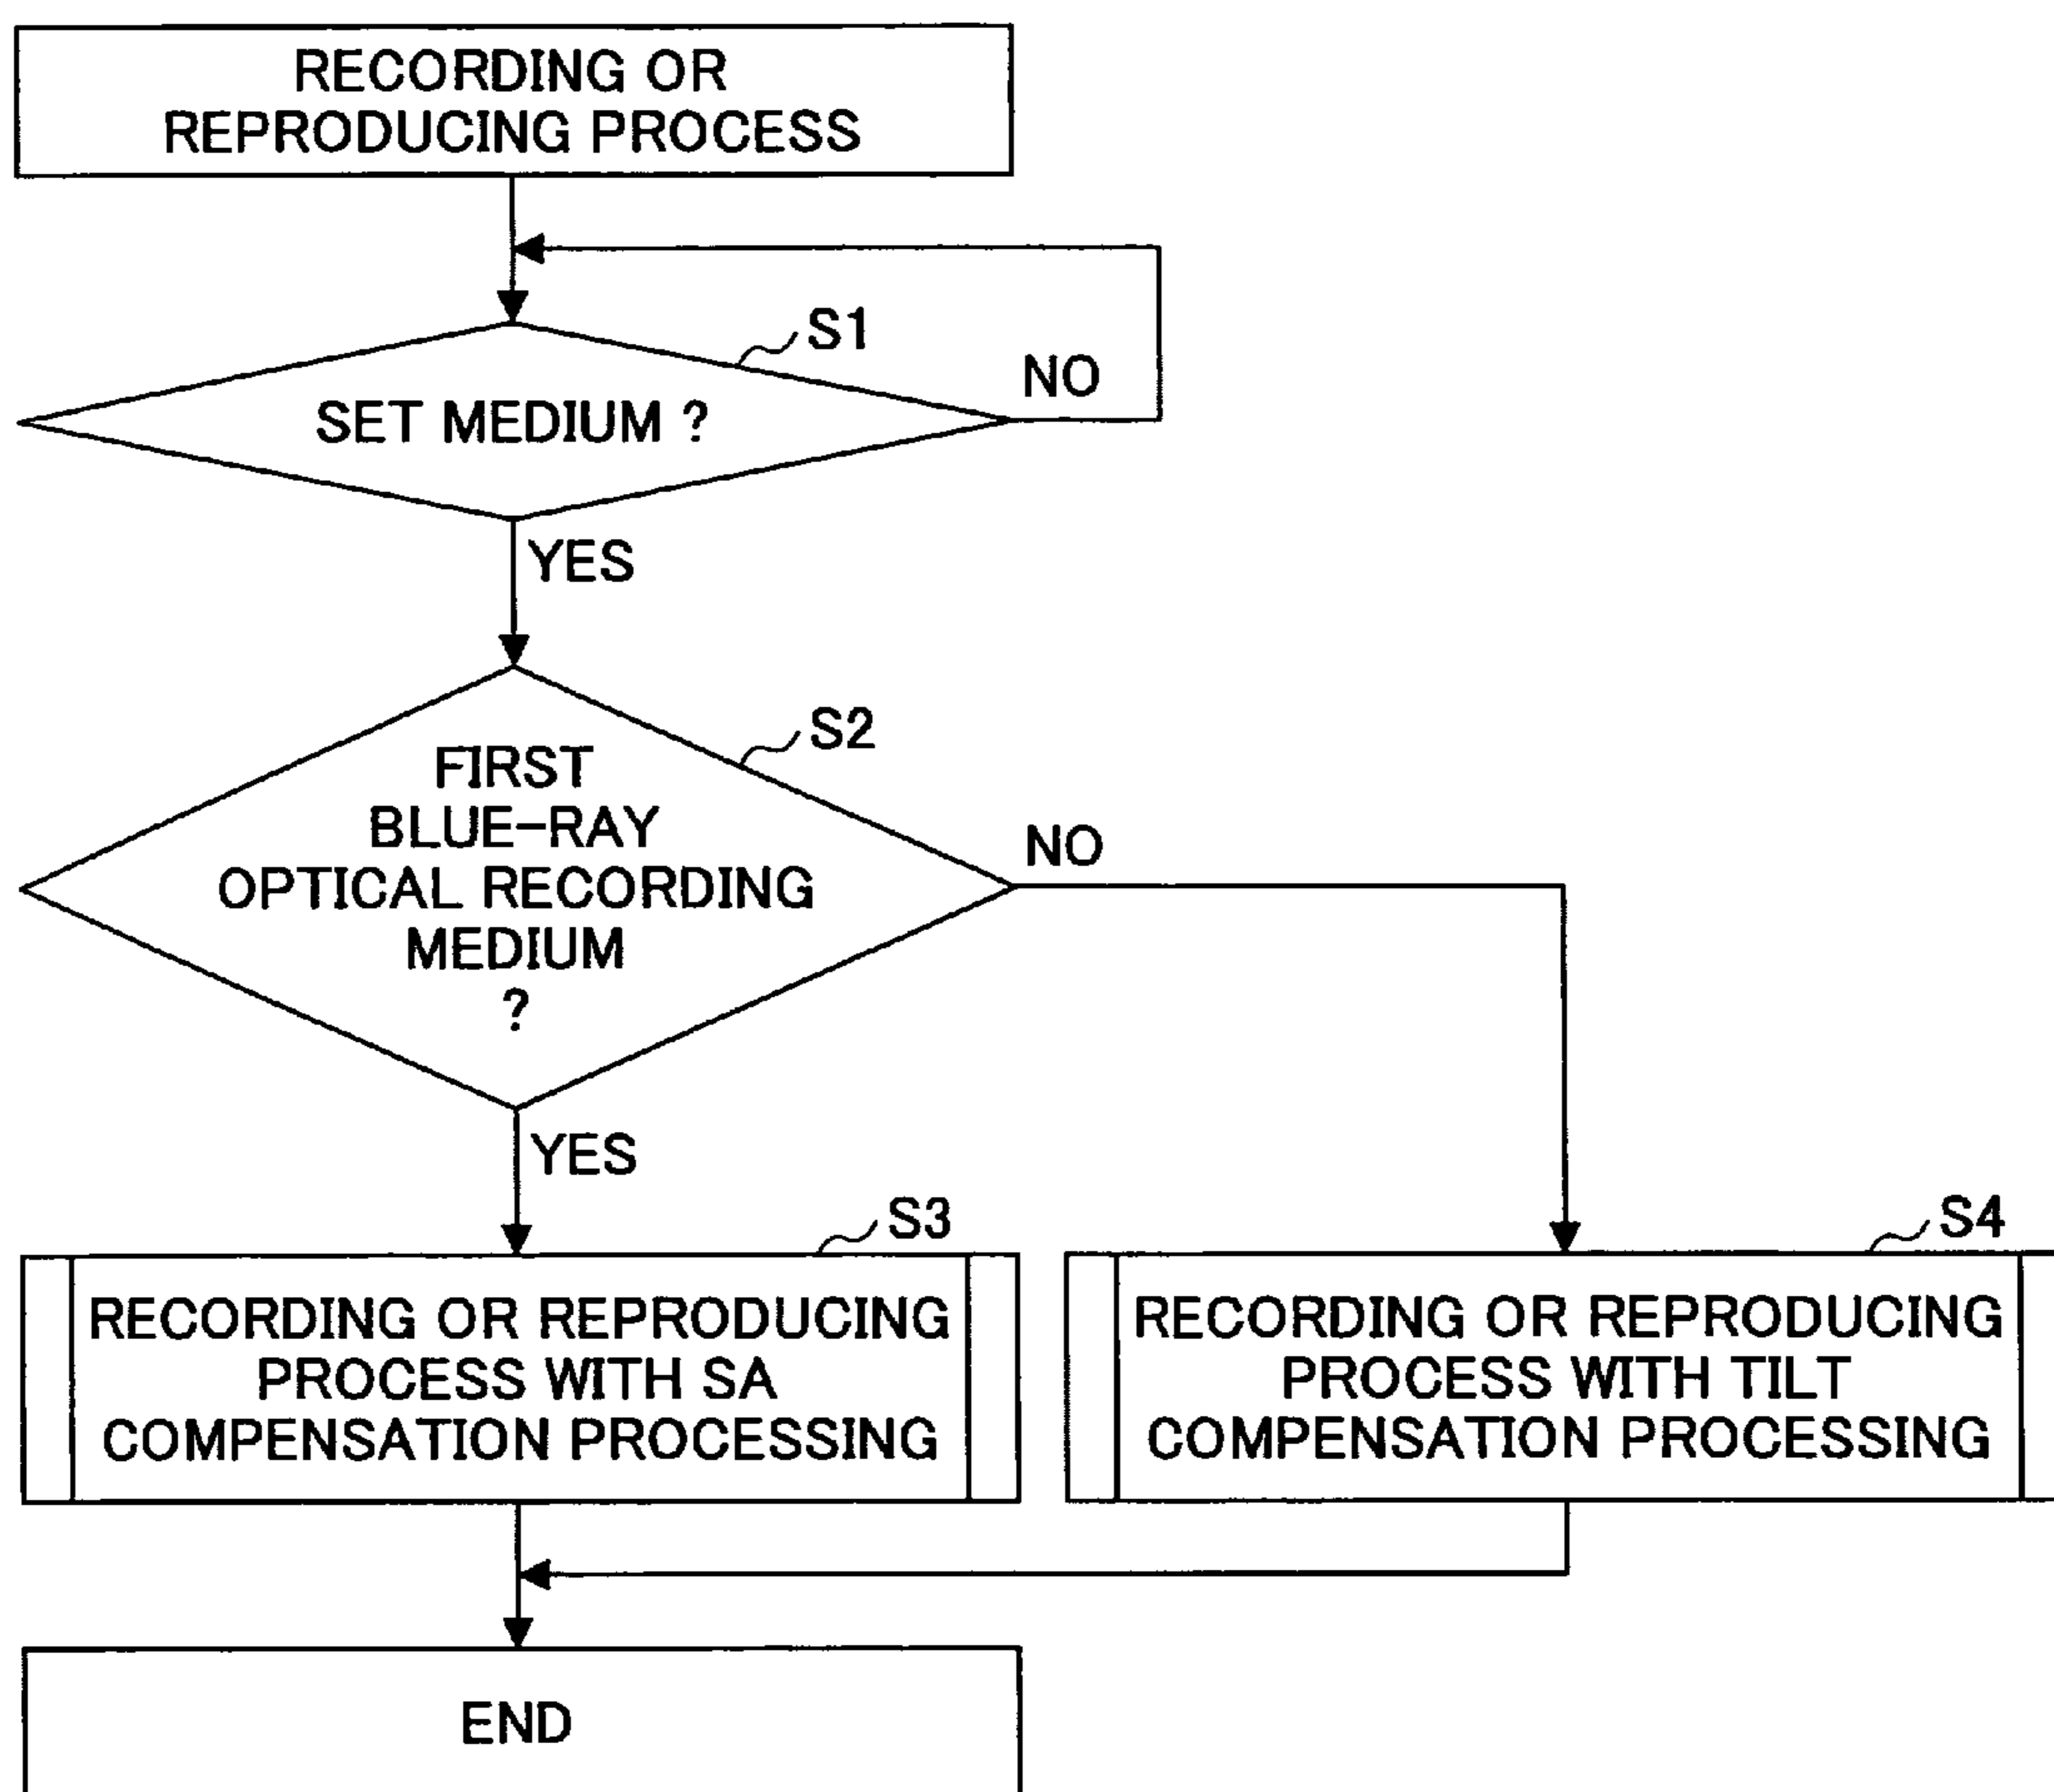 RECORDING OR
REPRODUCING PROCESS
S1
NO
SET MEDIUM ?
YES
S2
FIRST
BLUE-RAY
OPTICAL RECORDING
MEDIUM
?
NO
YES
S3
RECORDING OR REPRODUCING
PROCESS WITH SA
COMPENSATION PROCESSING
S4
RECORDING OR REPRODUCING
PROCESS WITH TILT
COMPENSATION PROCESSING
END